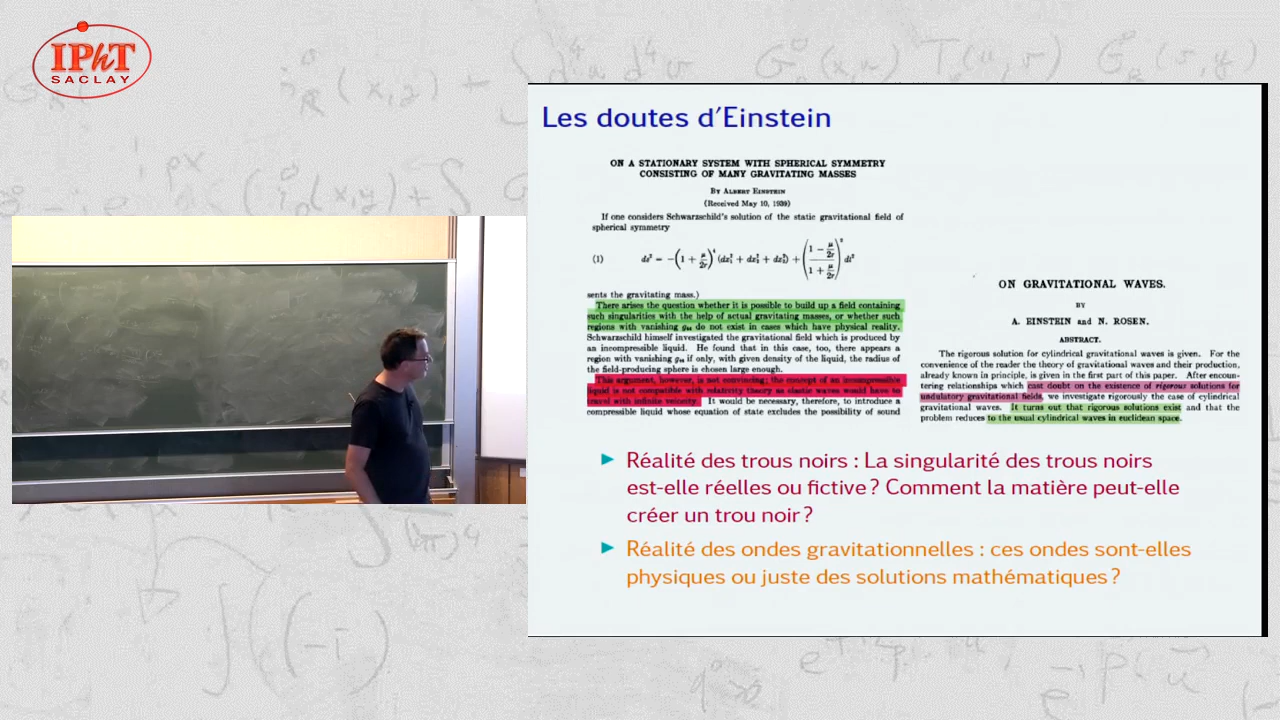 IPhT
SACLAY
Les doutes d'Einstein
ON A STATIONARY SYSTEM WITH SPHERICAL SYMMETRY
CONSISTING OF MANY GRAVITATING MASSES
By Albert Einstein
(Received May 10, 1939)
If one considers Schwarzschild's solution of the static gravitational field of
spherical symmetry
(1) ds² = −(1 + μ/2r)⁴ (dx₁² + dx₂² + dx₃²) + ((1 − μ/2r)/(1 + μ/2r))² dt²
sents the gravitating mass.)
There arises the question whether it is possible to build up a field containing
such singularities with the help of actual gravitating masses, or whether such
regions with vanishing g₄₄ do not exist in cases which have physical reality.
Schwarzschild himself investigated the gravitational field which is produced by
an incompressible liquid. He found that in this case, too, there appears a
region with vanishing g₄₄ if only, with given density of the liquid, the radius of
the field-producing sphere is chosen large enough.
This argument, however, is not convincing; the concept of an incompressible
liquid is not compatible with relativity theory as elastic waves would have to
travel with infinite velocity. It would be necessary, therefore, to introduce a
compressible liquid whose equation of state excludes the possibility of sound
ON GRAVITATIONAL WAVES.
BY
A. EINSTEIN and N. ROSEN.
ABSTRACT.
The rigorous solution for cylindrical gravitational waves is given. For the
convenience of the reader the theory of gravitational waves and their production,
already known in principle, is given in the first part of this paper. After encoun-
tering relationships which cast doubt on the existence of rigorous solutions for
undulatory gravitational fields, we investigate rigorously the case of cylindrical
gravitational waves. It turns out that rigorous solutions exist and that the
problem reduces to the usual cylindrical waves in euclidean space.
► Réalité des trous noirs : La singularité des trous noirs
est-elle réelles ou fictive ? Comment la matière peut-elle
créer un trou noir ?
► Réalité des ondes gravitationnelles : ces ondes sont-elles
physiques ou juste des solutions mathématiques ?